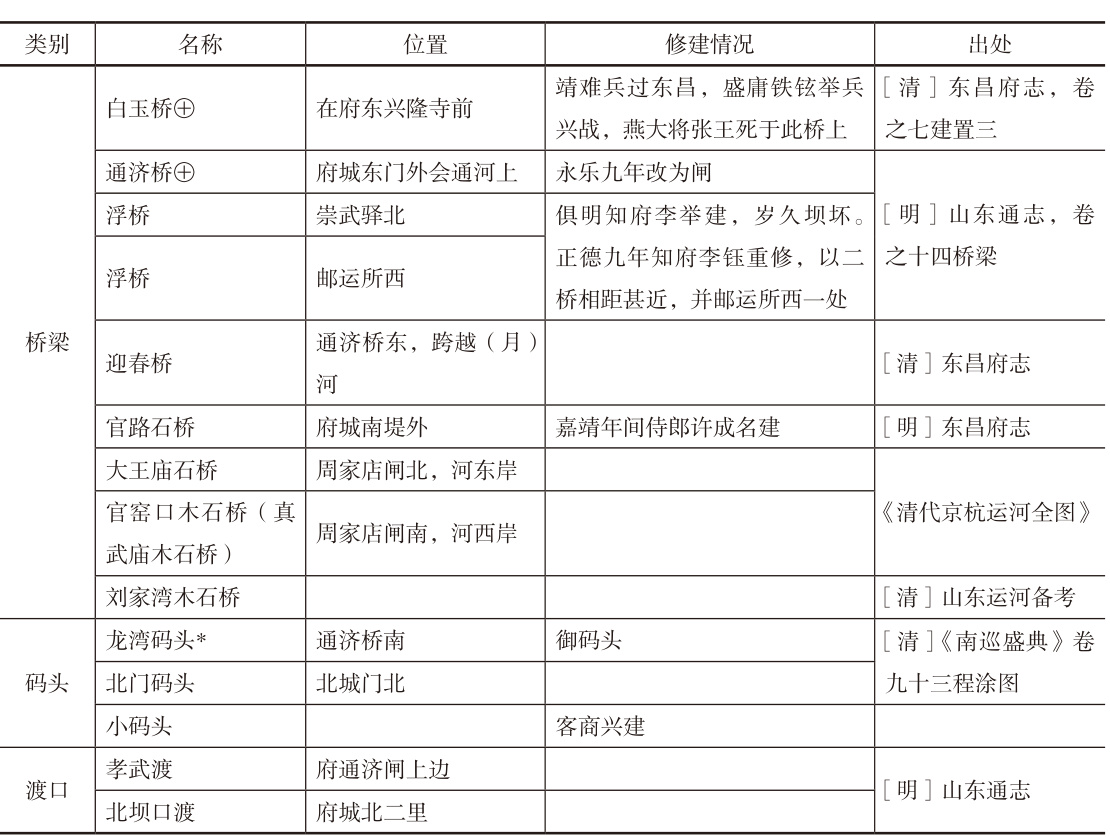 类别 名称 位置 修建情况 出处
桥梁
白玉桥⊕ 在府东兴隆寺前
靖难兵过东昌，盛庸铁铉举兵
兴战，燕大将张王死于此桥上
［清］东昌府志，卷
之七建置三
通济桥⊕ 府城东门外会通河上 永乐九年改为闸
浮桥 崇武驿北
浮桥 邮运所西
俱明知府李举建，岁久坝坏。
正德九年知府李钰重修，以二
桥相距甚近，并邮运所西一处
［明］山东通志，卷
之十四桥梁
迎春桥
通济桥东，跨越（月）
河
［清］东昌府志
官路石桥 府城南堤外 嘉靖年间侍郎许成名建 ［明］东昌府志
大王庙石桥 周家店闸北，河东岸
官窑口木石桥（真
武庙木石桥）
周家店闸南，河西岸
《清代京杭运河全图》
刘家湾木石桥 ［清］山东运河备考
码头
龙湾码头* 通济桥南 御码头
北门码头 北城门北
［清］《南巡盛典》卷
九十三程涂图
小码头 客商兴建
渡口
孝武渡 府通济闸上边
北坝口渡 府城北二里
［明］山东通志